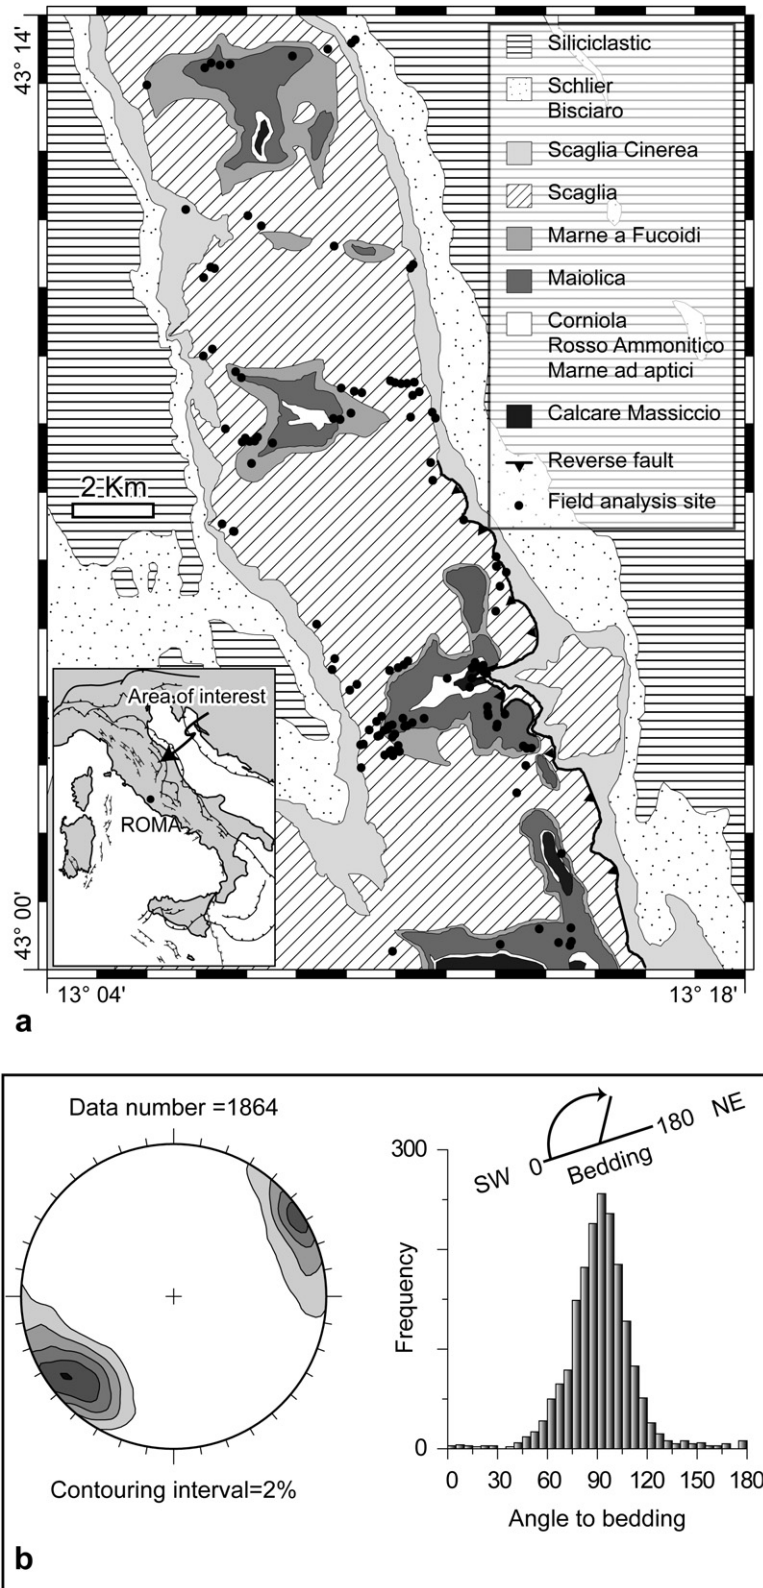 43° 14'
Siliciclastic
Schlier
Bisciaro
Scaglia Cinerea
Scaglia
Marne a Fucoidi
Maiolica
Corniola
Rosso Ammonitico
Marne ad aptici
Calcare Massiccio
Reverse fault
Field analysis site
2 Km
Area of interest
ROMA
43° 00'
13° 04'
13° 18'
a
Data number =1864
Contouring interval=2%
SW
0
180
NE
Bedding
300
Frequency
0
0 30 60 90 120 150 180
Angle to bedding
b